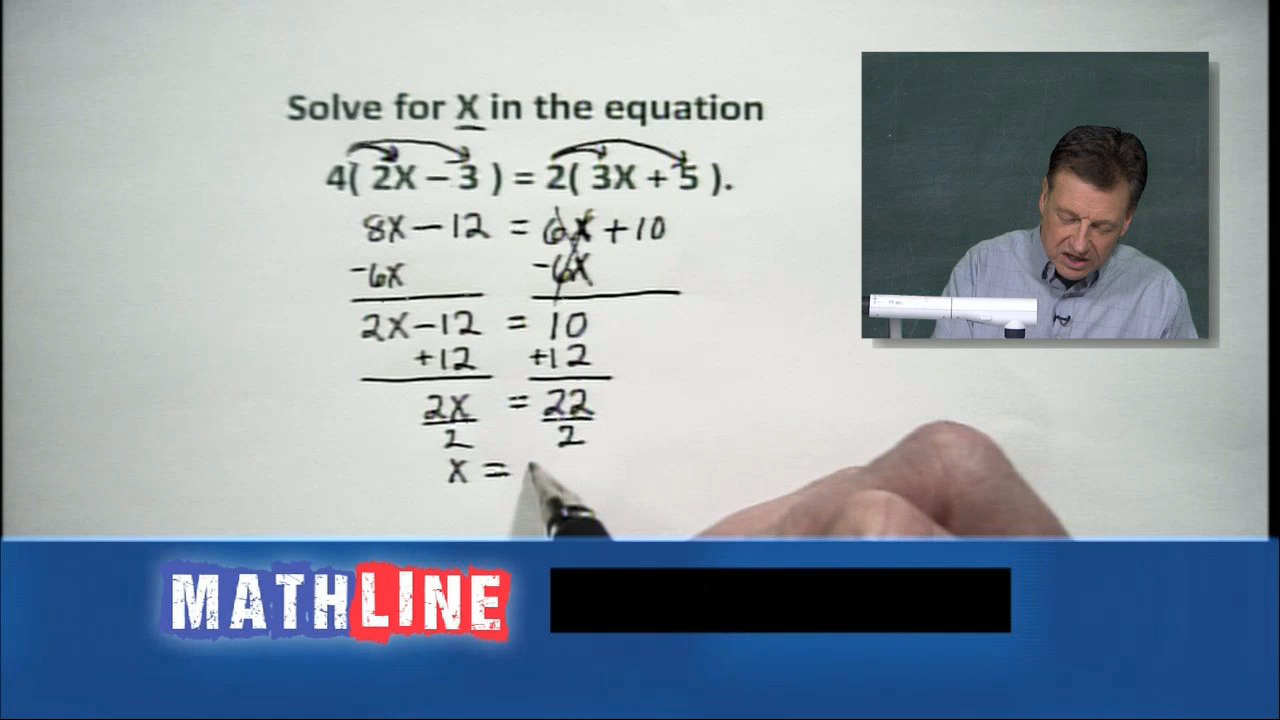 Solve for X in the equation
4( 2X – 3 ) = 2( 3X + 5 ).
8X – 12 = 6X + 10
-6X -6X
2X – 12 = 10
+12 +12
2X = 22
2 2
X =
MATHLINE